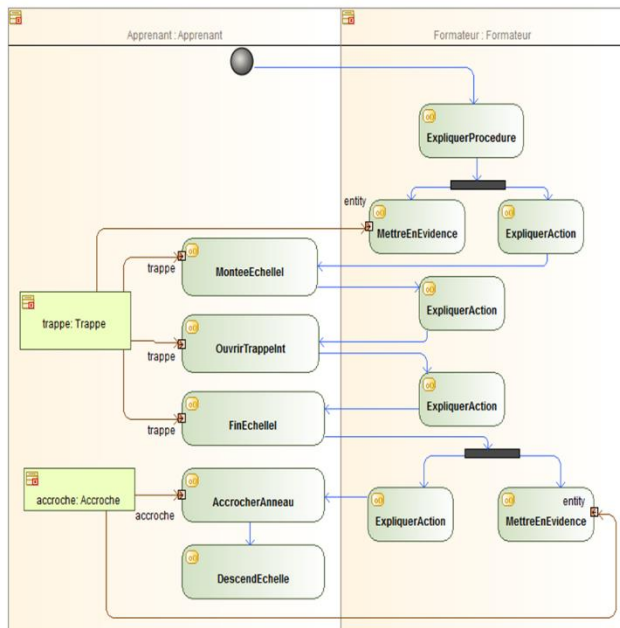 Apprenant : Apprenant
Formateur : Formateur
ExpliquerProcedure
entity
MettreEnEvidence
ExpliquerAction
trappe
MonteeEchelleI
ExpliquerAction
trappe: Trappe
trappe
OuvrirTrappeInt
ExpliquerAction
trappe
FinEchelleI
accroche: Accroche
accroche
AccrocherAnneau
ExpliquerAction
entity
MettreEnEvidence
DescendEchelle